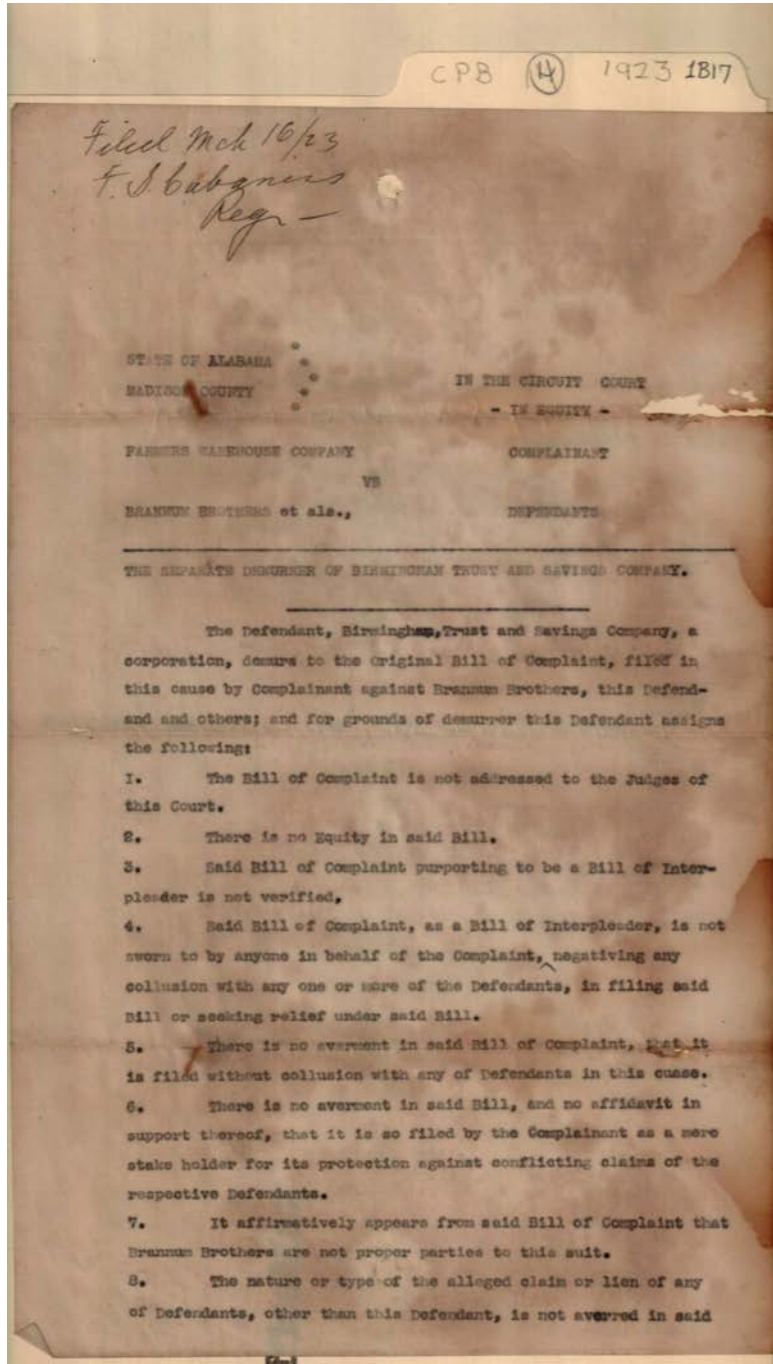 CPB (4) 1923 1817
Filed Mch 16/23
F. S. Cabaniss
Regr —
STATE OF ALABAMA
MADISON COUNTY
IN THE CIRCUIT COURT
- IN EQUITY -
FARMERS WAREHOUSE COMPANY COMPLAINANT
VS
BRANNUM BROTHERS et als., DEFENDANTS
THE SEPARATE DEMURRER OF BIRMINGHAM TRUST AND SAVINGS COMPANY.
The Defendant, Birmingham,Trust and Savings Company, a
corporation, demurs to the Original Bill of Complaint, filed in
this cause by Complainant against Brannum Brothers, this Defend-
and and others; and for grounds of demurrer this Defendant assigns
the following:
1. The Bill of Complaint is not addressed to the Judges of
this Court.
2. There is no Equity in said Bill.
3. Said Bill of Complaint purporting to be a Bill of Inter-
pleader is not verified,
4. Said Bill of Complaint, as a Bill of Interpleader, is not
sworn to by anyone in behalf of the Complaint, negativing any
collusion with any one or more of the Defendants, in filing said
Bill or seeking relief under said Bill.
5. There is no averment in said Bill of Complaint, that it
is filed without collusion with any of Defendants in this cuase.
6. There is no averment in said Bill, and no affidavit in
support thereof, that it is so filed by the Complainant as a mere
stake holder for its protection against conflicting claims of the
respective Defendants.
7. It affirmatively appears from said Bill of Complaint that
Brannum Brothers are not proper parties to this suit.
8. The nature or type of the alleged claim or lien of any
of Defendants, other than this Defendant, is not averred in said